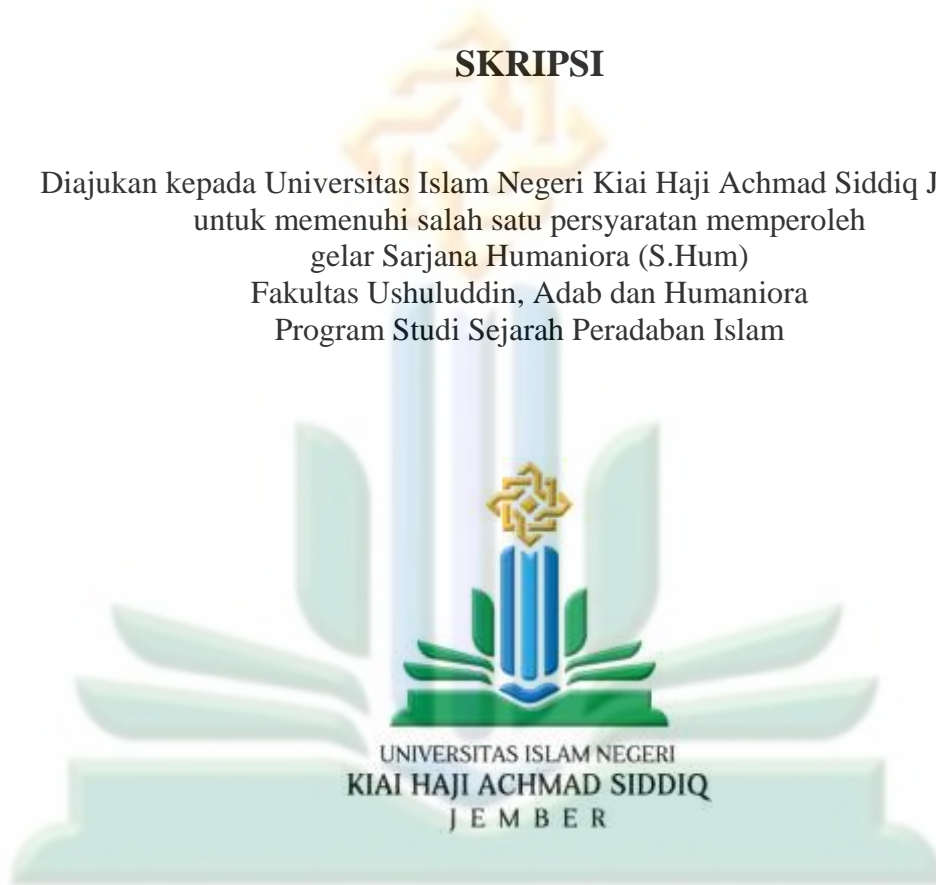 SKRIPSI
Diajukan kepada Universitas Islam Negeri Kiai Haji Achmad Siddiq J
untuk memenuhi salah satu persyaratan memperoleh
gelar Sarjana Humaniora (S.Hum)
Fakultas Ushuluddin, Adab dan Humaniora
Program Studi Sejarah Peradaban Islam
UNIVERSITAS ISLAM NEGERI
KIAI HAJI ACHMAD SIDDIQ
JEMBER